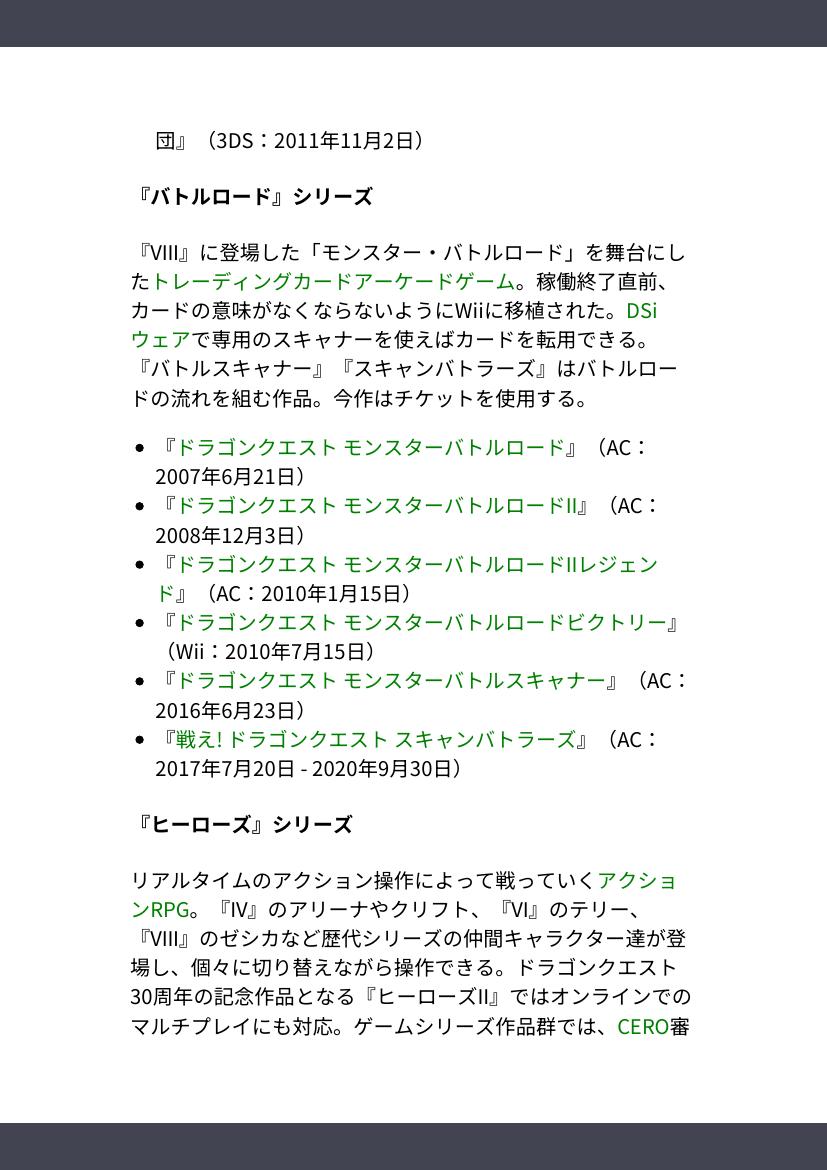 団』（3DS：2011年11月2日）
『バトルロード』シリーズ
『VIII』に登場した「モンスター・バトルロード」を舞台にし
たトレーディングカードアーケードゲーム。稼働終了直前、
カードの意味がなくならないようにWiiに移植された。DSi
ウェアで専用のスキャナーを使えばカードを転用できる。
『バトルスキャナー』『スキャンバトラーズ』はバトルロー
ドの流れを組む作品。今作はチケットを使用する。
• 『ドラゴンクエスト モンスターバトルロード』（AC：
2007年6月21日）
• 『ドラゴンクエスト モンスターバトルロードII』（AC：
2008年12月3日）
• 『ドラゴンクエスト モンスターバトルロードIIレジェン
ド』（AC：2010年1月15日）
• 『ドラゴンクエスト モンスターバトルロードビクトリー』
（Wii：2010年7月15日）
• 『ドラゴンクエスト モンスターバトルスキャナー』（AC：
2016年6月23日）
• 『戦え! ドラゴンクエスト スキャンバトラーズ』（AC：
2017年7月20日 - 2020年9月30日）
『ヒーローズ』シリーズ
リアルタイムのアクション操作によって戦っていくアクショ
ンRPG。『IV』のアリーナやクリフト、『VI』のテリー、
『VIII』のゼシカなど歴代シリーズの仲間キャラクター達が登
場し、個々に切り替えながら操作できる。ドラゴンクエスト
30周年の記念作品となる『ヒーローズII』ではオンラインでの
マルチプレイにも対応。ゲームシリーズ作品群では、CERO審